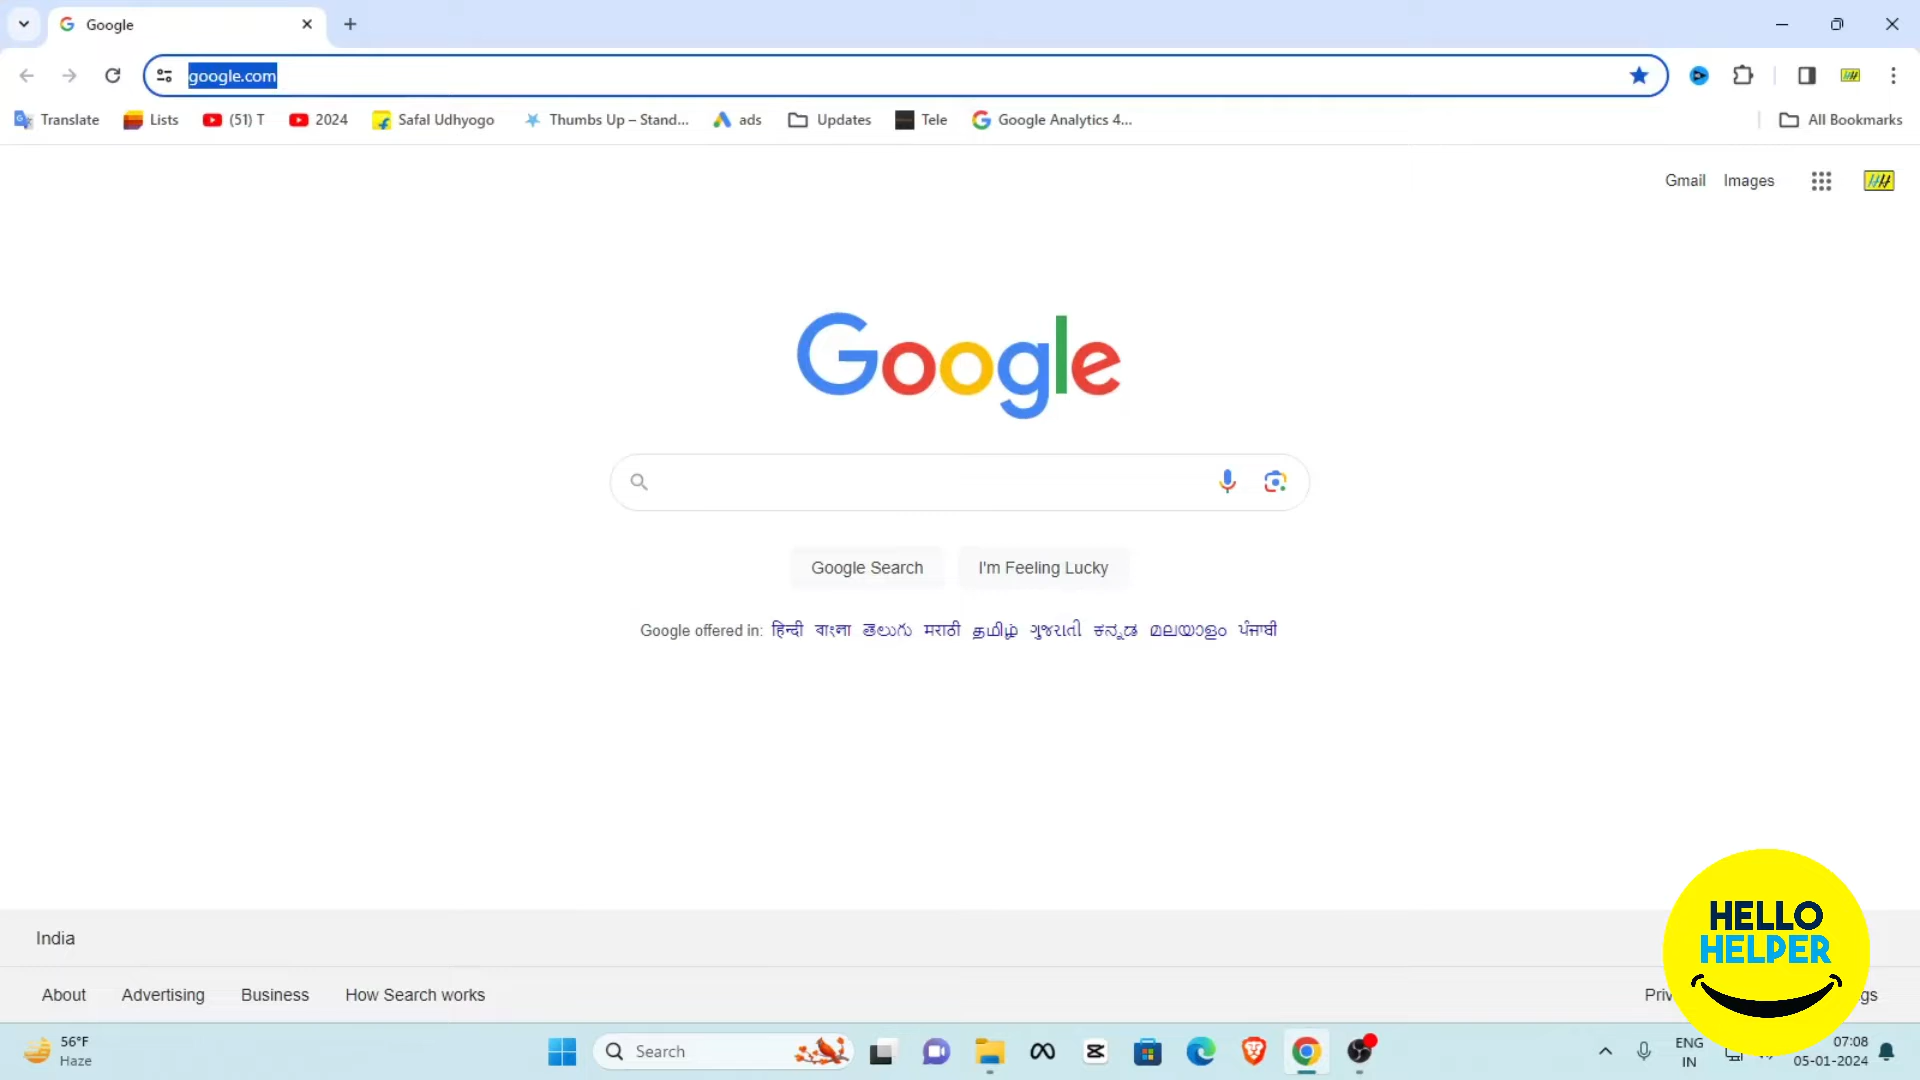 Google
google.com
Translate Lists (51) T 2024 Safal Udhyogo Thumbs Up – Stand... ads Updates Tele Google Analytics 4... All Bookmarks
Gmail Images
Google
Google Search I'm Feeling Lucky
Google offered in: हिन्दी বাংলা తెలుగు मराठी தமிழ் ગુજરાતી ಕನ್ನಡ മലയാളം ਪੰਜਾਬੀ
India
HELLO
HELPER
About Advertising Business How Search works
56°F
Haze
Search
ENG
IN
07:08
05-01-2024